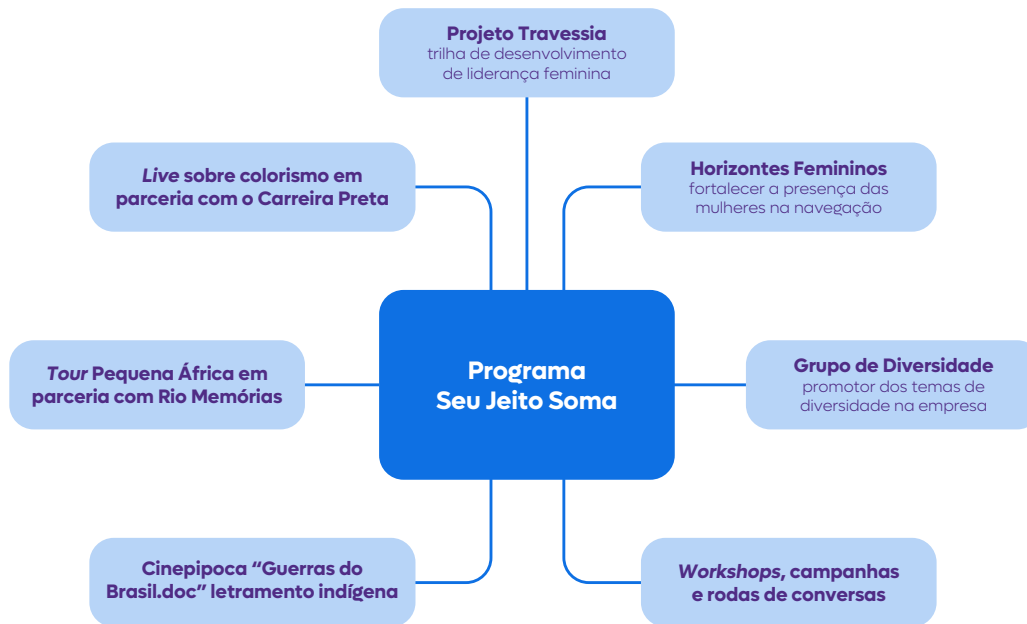 Projeto Travessia
trilha de desenvolvimento
de liderança feminina
Live sobre colorismo em
parceria com o Carreira Preta
Horizontes Femininos
fortalecer a presença das
mulheres na navegação
Programa
Seu Jeito Soma
Tour Pequena África em
parceria com Rio Memórias
Grupo de Diversidade
promotor dos temas de
diversidade na empresa
Cinepipoca “Guerras do
Brasil.doc” letramento indígena
Workshops, campanhas
e rodas de conversas